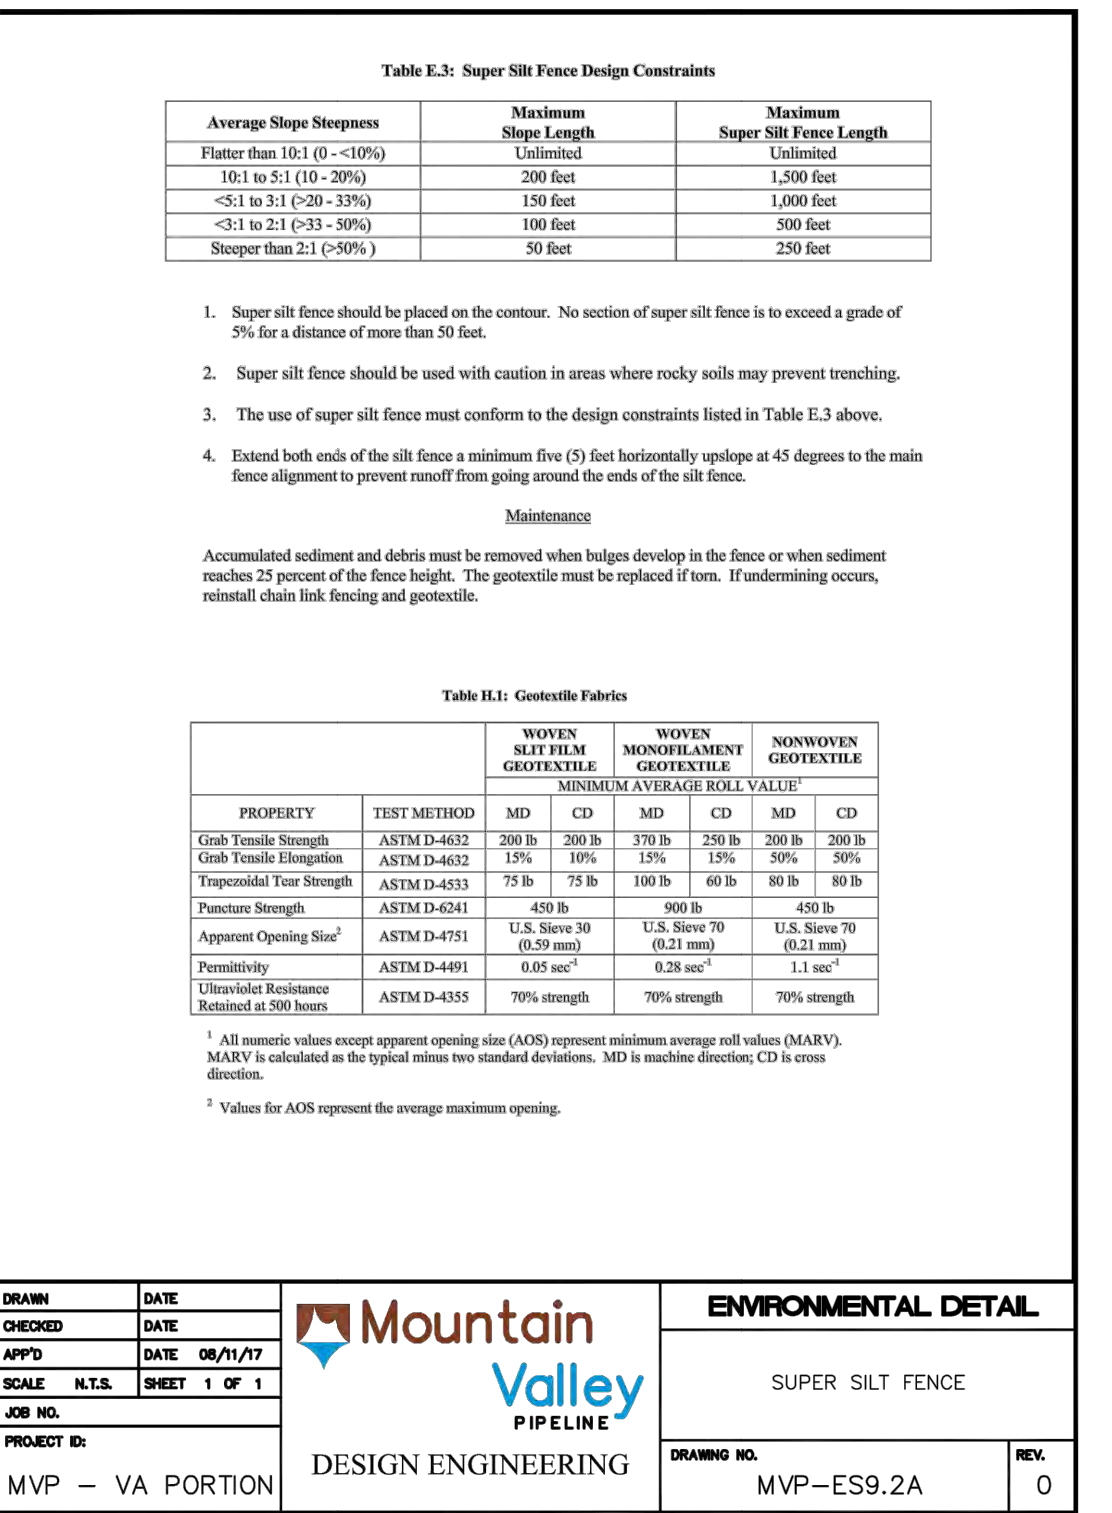 Table E.3: Super Silt Fence Design Constraints
Average Slope Steepness | Maximum Slope Length | Maximum Super Silt Fence Length
Flatter than 10:1 (0 - <10%) | Unlimited | Unlimited
10:1 to 5:1 (10 - 20%) | 200 feet | 1,500 feet
<5:1 to 3:1 (>20 - 33%) | 150 feet | 1,000 feet
<3:1 to 2:1 (>33 - 50%) | 100 feet | 500 feet
Steeper than 2:1 (>50% ) | 50 feet | 250 feet
1. Super silt fence should be placed on the contour. No section of super silt fence is to exceed a grade of
5% for a distance of more than 50 feet.
2. Super silt fence should be used with caution in areas where rocky soils may prevent trenching.
3. The use of super silt fence must conform to the design constraints listed in Table E.3 above.
4. Extend both ends of the silt fence a minimum five (5) feet horizontally upslope at 45 degrees to the main
fence alignment to prevent runoff from going around the ends of the silt fence.
Maintenance
Accumulated sediment and debris must be removed when bulges develop in the fence or when sediment
reaches 25 percent of the fence height. The geotextile must be replaced if torn. If undermining occurs,
reinstall chain link fencing and geotextile.
Table H.1: Geotextile Fabrics
WOVEN SLIT FILM GEOTEXTILE | WOVEN MONOFILAMENT GEOTEXTILE | NONWOVEN GEOTEXTILE
MINIMUM AVERAGE ROLL VALUE¹
PROPERTY | TEST METHOD | MD | CD | MD | CD | MD | CD
Grab Tensile Strength | ASTM D-4632 | 200 lb | 200 lb | 370 lb | 250 lb | 200 lb | 200 lb
Grab Tensile Elongation | ASTM D-4632 | 15% | 10% | 15% | 15% | 50% | 50%
Trapezoidal Tear Strength | ASTM D-4533 | 75 lb | 75 lb | 100 lb | 60 lb | 80 lb | 80 lb
Puncture Strength | ASTM D-6241 | 450 lb | 900 lb | 450 lb
Apparent Opening Size² | ASTM D-4751 | U.S. Sieve 30 (0.59 mm) | U.S. Sieve 70 (0.21 mm) | U.S. Sieve 70 (0.21 mm)
Permittivity | ASTM D-4491 | 0.05 sec⁻¹ | 0.28 sec⁻¹ | 1.1 sec⁻¹
Ultraviolet Resistance Retained at 500 hours | ASTM D-4355 | 70% strength | 70% strength | 70% strength
¹ All numeric values except apparent opening size (AOS) represent minimum average roll values (MARV).
MARV is calculated as the typical minus two standard deviations. MD is machine direction; CD is cross
direction.
² Values for AOS represent the average maximum opening.
DRAWN | DATE
CHECKED | DATE
APP'D | DATE 08/11/17
SCALE N.T.S. | SHEET 1 OF 1
JOB NO.
PROJECT ID:
MVP – VA PORTION
Mountain
Valley
PIPELINE
DESIGN ENGINEERING
ENVIRONMENTAL DETAIL
SUPER SILT FENCE
DRAWING NO.
MVP–ES9.2A
REV.
0